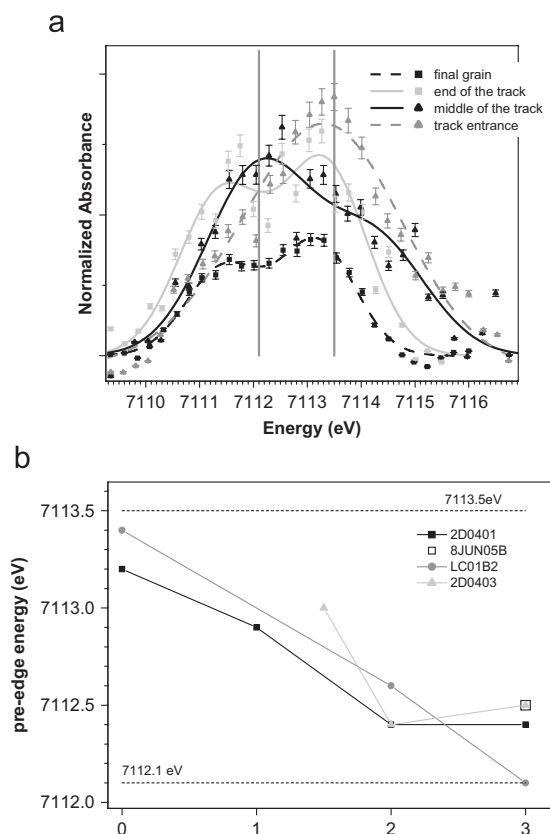 a
Normalized Absorbance
final grain
end of the track
middle of the track
track entrance
7110 7111 7112 7113 7114 7115 7116
Energy (eV)
b
pre-edge energy (eV)
7113.5
7113.0
7112.5
7112.0
7113.5eV
2D0401
8JUN05B
LC01B2
2D0403
7112.1 eV
0 1 2 3